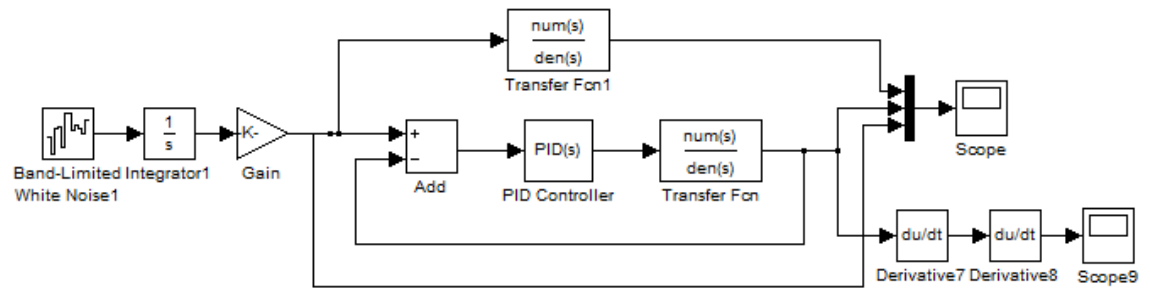 num(s)
den(s)
Transfer Fcn1
Band-Limited
White Noise1
1
s
Integrator1
K-
Gain
+
−
Add
PID(s)
PID Controller
num(s)
den(s)
Transfer Fcn
Scope
du/dt
Derivative7
du/dt
Derivative8
Scope9